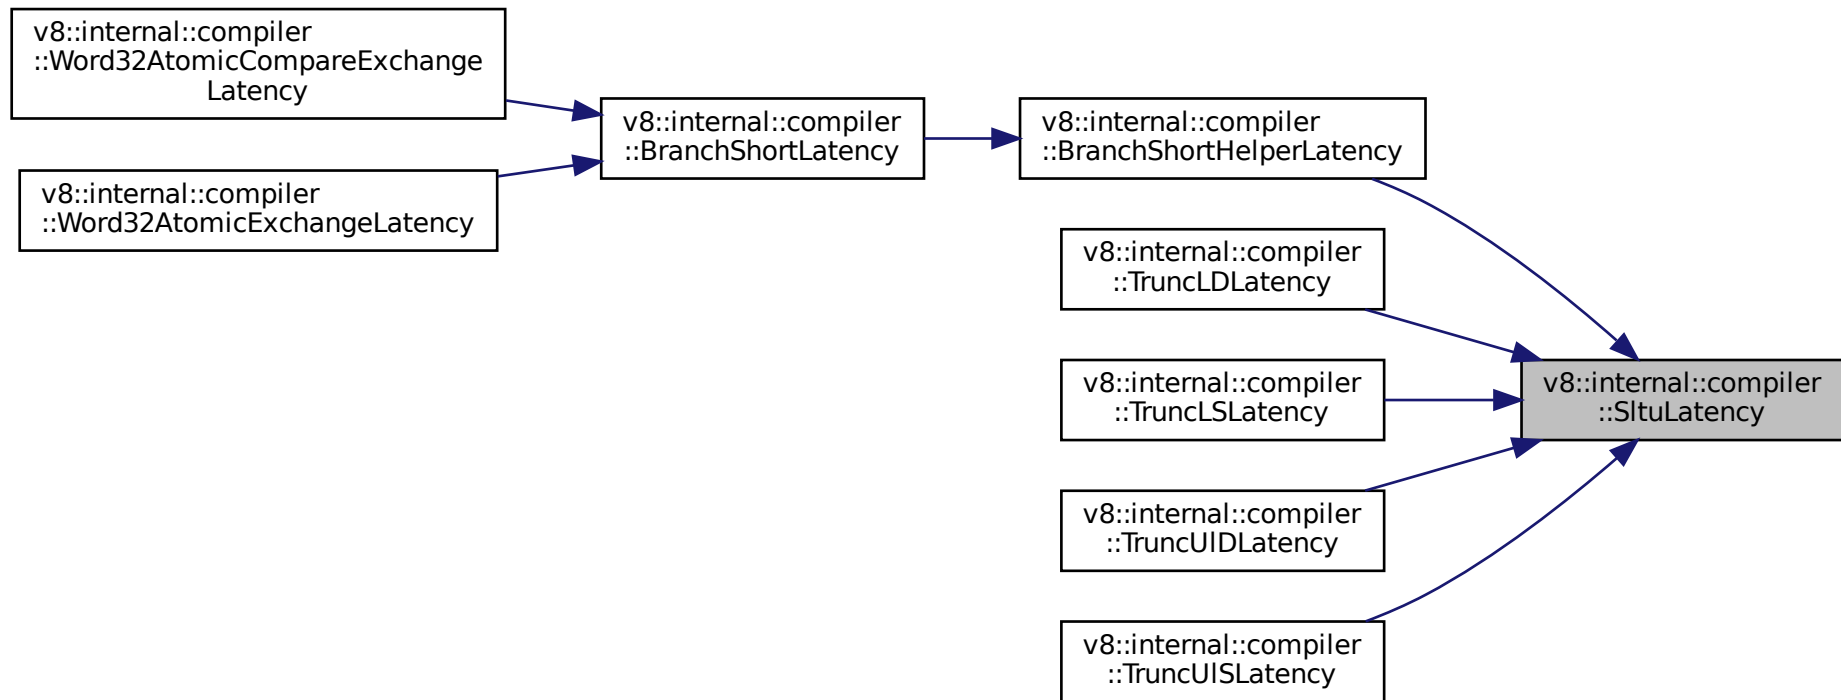 v8::internal::compiler
::Word32AtomicCompareExchange
Latency
v8::internal::compiler
::Word32AtomicExchangeLatency
v8::internal::compiler
::BranchShortLatency
v8::internal::compiler
::BranchShortHelperLatency
v8::internal::compiler
::TruncLDLatency
v8::internal::compiler
::TruncLSLatency
v8::internal::compiler
::TruncUlDLatency
v8::internal::compiler
::TruncUlSLatency
v8::internal::compiler
::SltuLatency